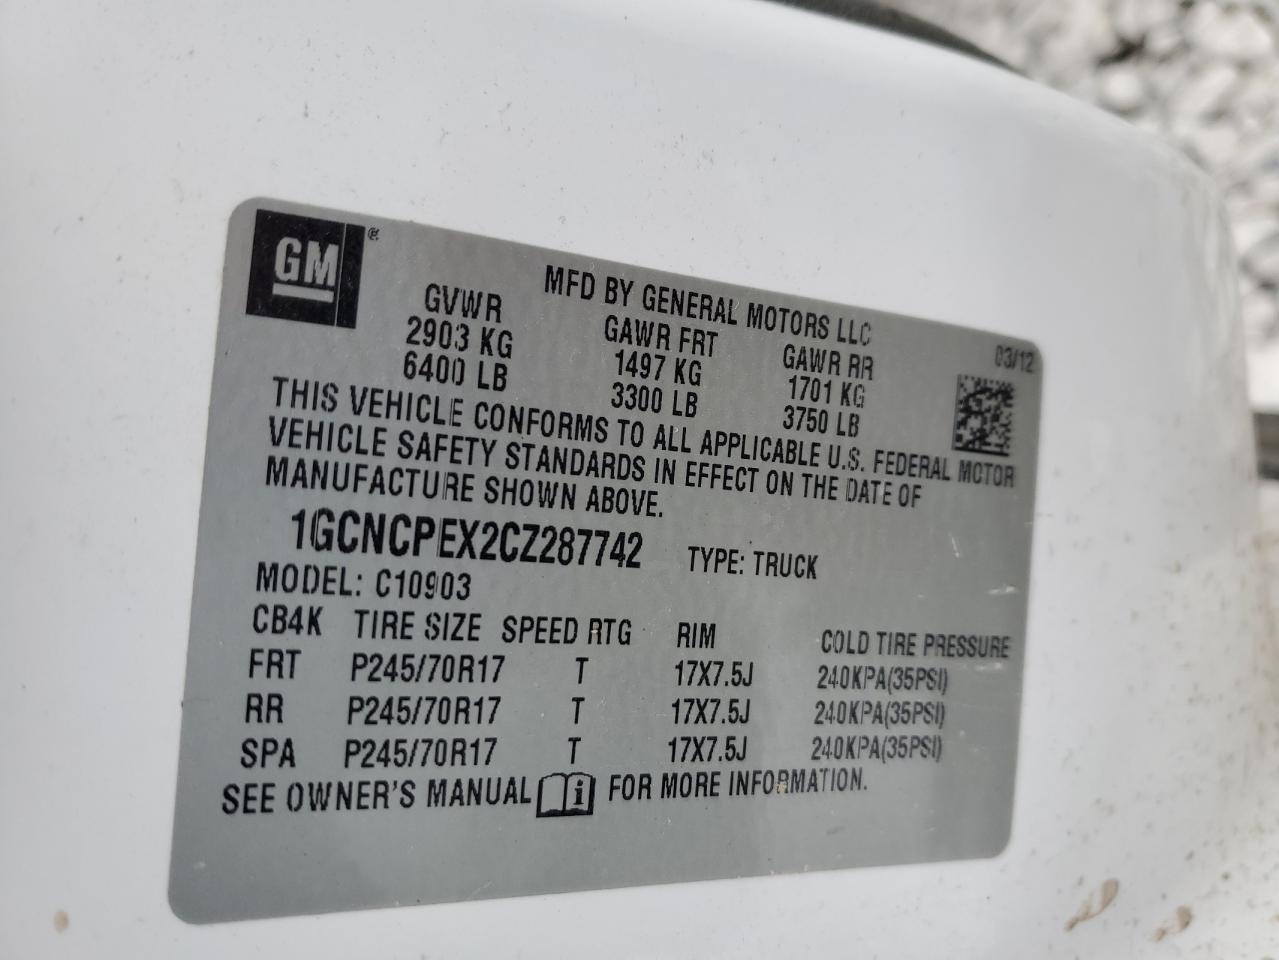 GM
MFD BY GENERAL MOTORS LLC
03/12
GVWR GAWR FRT GAWR RR
2903 KG 1497 KG 1701 KG
6400 LB 3300 LB 3750 LB
THIS VEHICLE CONFORMS TO ALL APPLICABLE U.S. FEDERAL MOTOR
VEHICLE SAFETY STANDARDS IN EFFECT ON THE DATE OF
MANUFACTURE SHOWN ABOVE.
1GCNCPEX2CZ287742 TYPE: TRUCK
MODEL: C10903
CB4K TIRE SIZE SPEED RTG RIM COLD TIRE PRESSURE
FRT P245/70R17 T 17X7.5J 240KPA(35PSI)
RR P245/70R17 T 17X7.5J 240KPA(35PSI)
SPA P245/70R17 T 17X7.5J 240KPA(35PSI)
SEE OWNER'S MANUAL i FOR MORE INFORMATION.